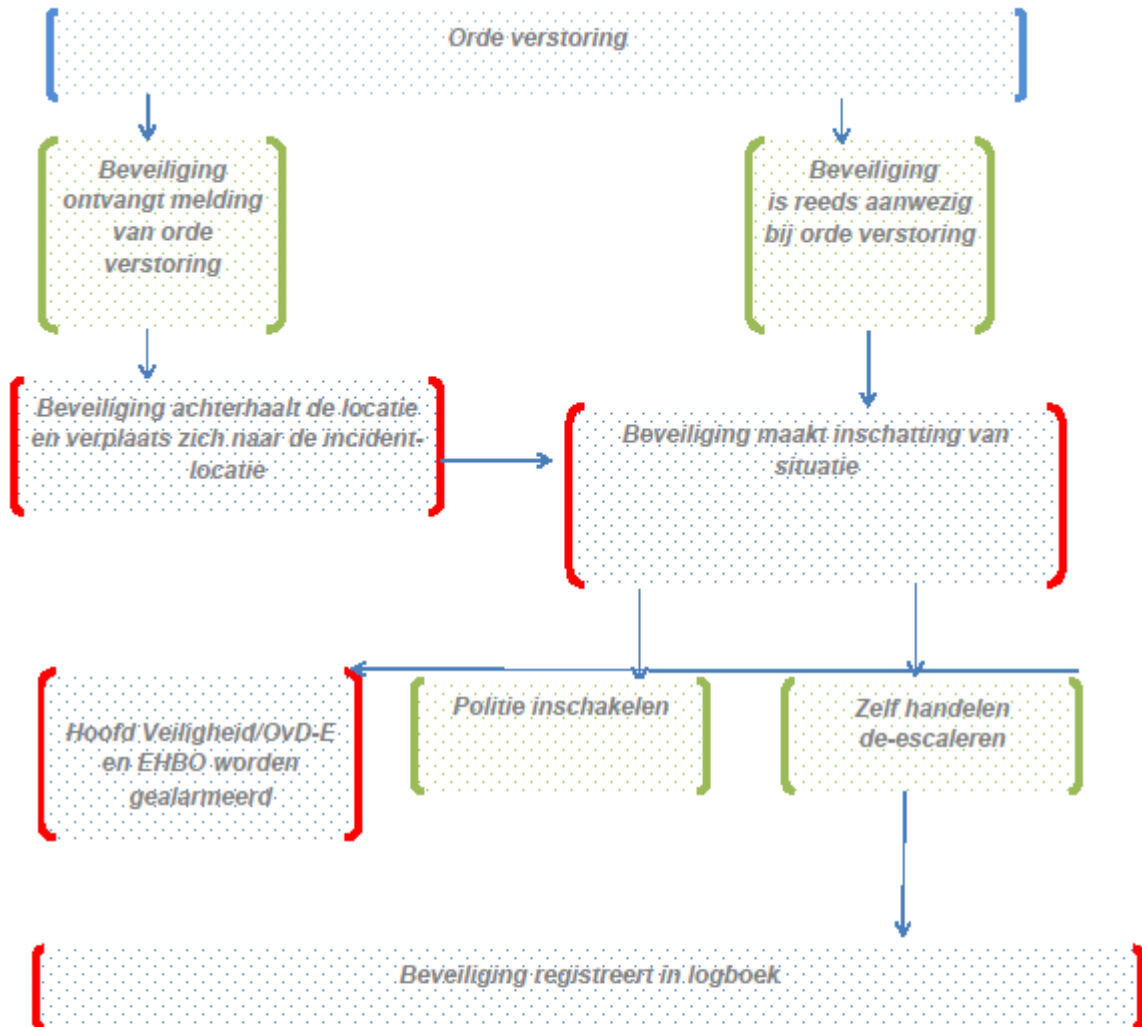 Orde verstoring
Beveiliging
ontvangt melding
van orde
verstoring
Beveiliging
is reeds aanwezig
bij orde verstoring
Beveiliging achterhaalt de locatie
en verplaats zich naar de incident-
locatie
Beveiliging maakt inschatting van
situatie
Hoofd Veiligheid/OvD-E
en EHBO worden
gealarmeerd
Politie inschakelen
Zelf handelen
de-escaleren
Beveiliging registreert in logboek